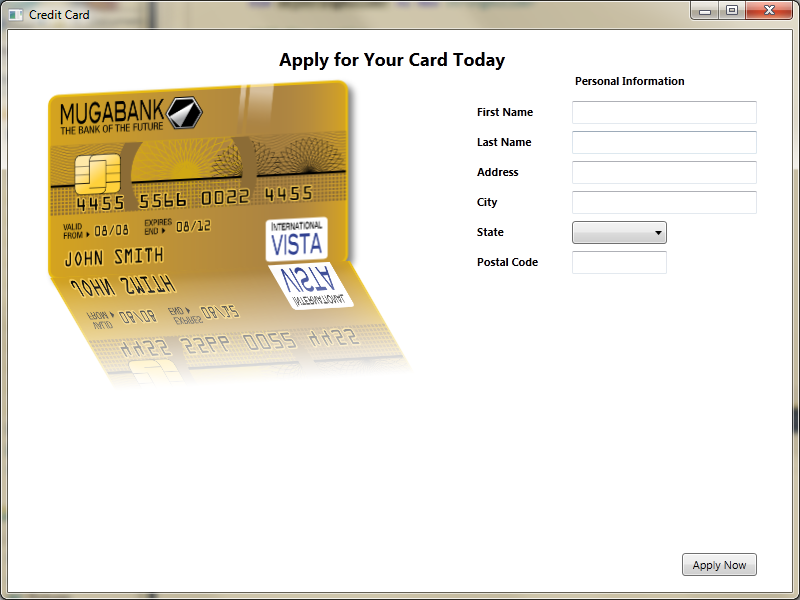 Credit Card
Apply for Your Card Today
MUGABANK
THE BANK OF THE FUTURE
4455 5566 0022 4455
VALID FROM 08/08 EXPIRES END 08/12
JOHN SMITH
INTERNATIONAL
VISTA
Personal Information
First Name
Last Name
Address
City
State
Postal Code
Apply Now